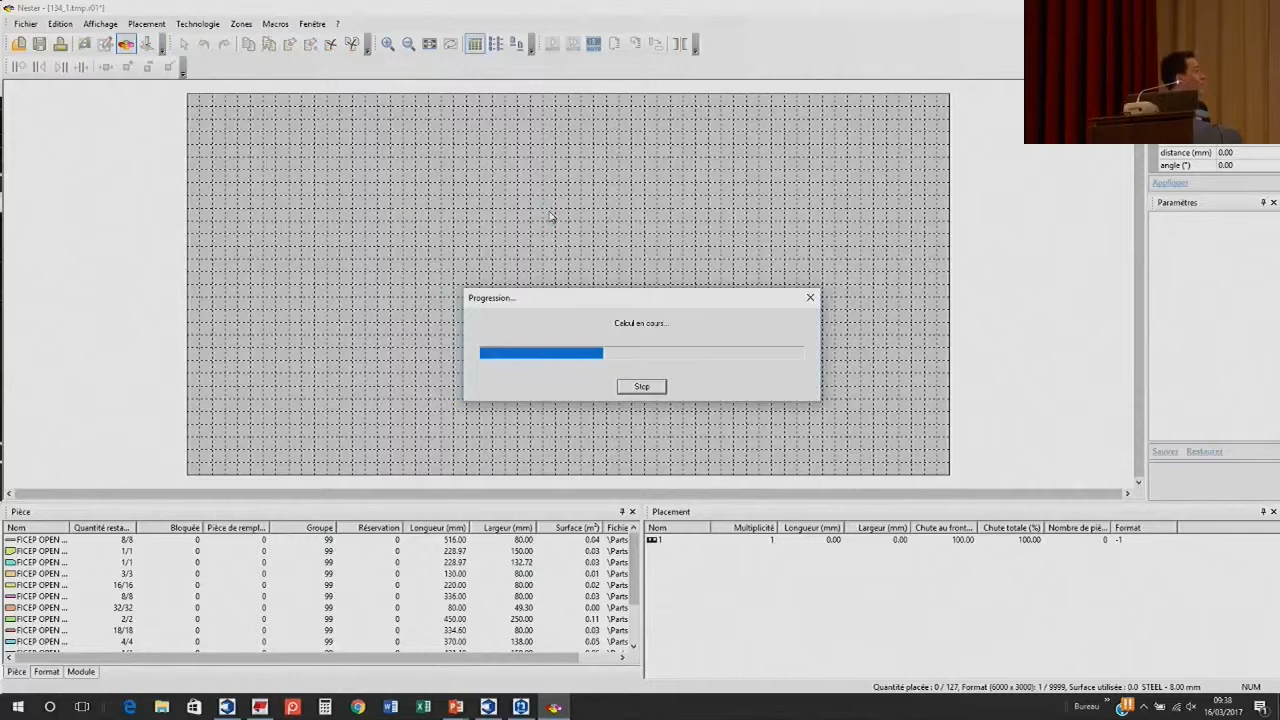 Nester - [134_1.tmp.r01*]
Fichier Edition Affichage Placement Technologie Zones Macros Fenêtre ?
distance (mm) 0.00
angle (°) 0.00
Appliquer
Paramètres
Progression...
Calcul en cours...
Stop
Sauver Restaurer
Pièce
Placement
Nom Quantité resta... Bloquée Pièce de rempl... Groupe Réservation Longueur (mm) Largeur (mm) Surface (m²) Fichie
Nom Multiplicité Longueur (mm) Largeur (mm) Chute au front... Chute totale (%) Nombre de piè... Format
FICEP OPEN ... 8/8 0 0 99 0 516.00 80.00 0.04 \Parts
1 1 0.00 0.00 100.00 100.00 0 -1
FICEP OPEN ... 1/1 0 0 99 0 228.97 150.00 0.03 \Parts
FICEP OPEN ... 1/1 0 0 99 0 228.97 132.72 0.03 \Parts
FICEP OPEN ... 3/3 0 0 99 0 130.00 80.00 0.01 \Parts
FICEP OPEN ... 16/16 0 0 99 0 220.00 80.00 0.02 \Parts
FICEP OPEN ... 8/8 0 0 99 0 336.00 80.00 0.03 \Parts
FICEP OPEN ... 32/32 0 0 99 0 80.00 49.30 0.00 \Parts
FICEP OPEN ... 2/2 0 0 99 0 450.00 250.00 0.11 \Parts
FICEP OPEN ... 18/18 0 0 99 0 334.60 80.00 0.03 \Parts
FICEP OPEN ... 4/4 0 0 99 0 370.00 138.00 0.05 \Parts
Pièce Format Module
Quantité placée : 0 / 127, Format (6000 x 3000): 1 / 9999, Surface utilisée : 0.0 STEEL - 8.00 mm NUM
Bureau
09:38
16/03/2017